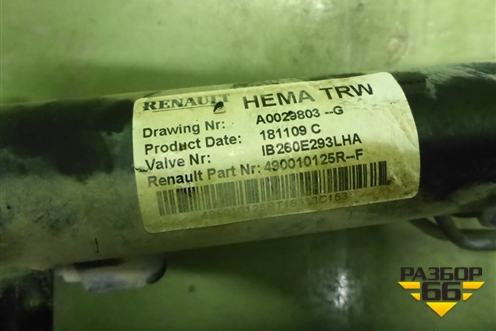 RENAULT HEMA TRW
Drawing Nr: A0029803 --G
Product Date: 181109 C
Valve Nr: IB260E293LHA
Renault Part Nr: 490010125R--F
РАЗБОР
66